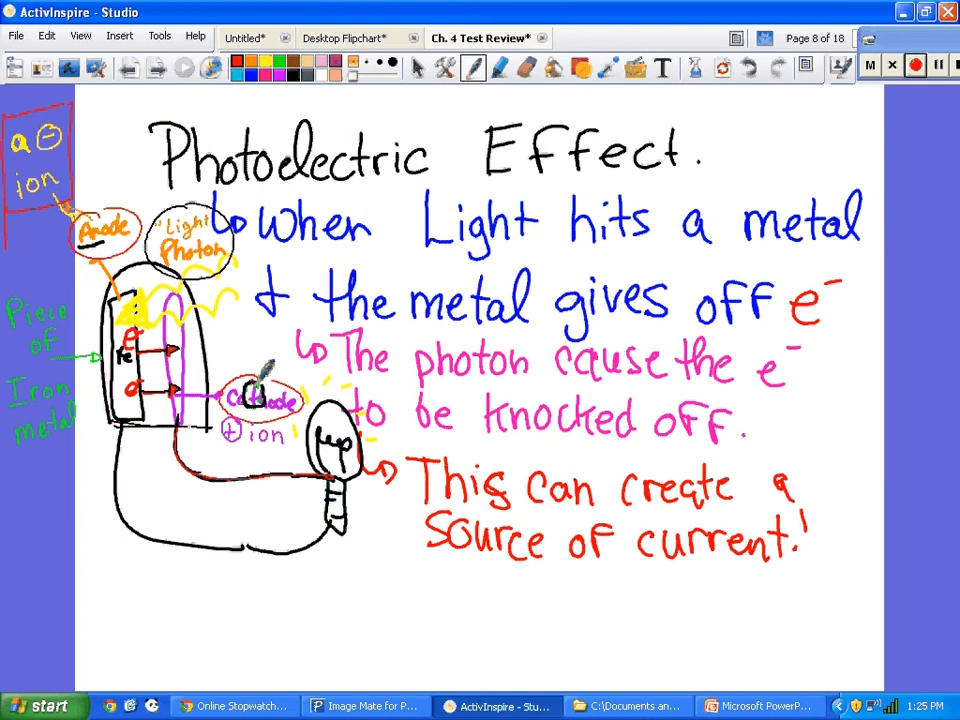 ActivInspire - Studio
File Edit View Insert Tools Help
Untitled* Desktop Flipchart* Ch. 4 Test Review*
Page 8 of 18
M
Photoelectric Effect.
a ⊖
ion
Anode
"Light"
Photon
↳ When Light hits a metal
& the metal gives off e⁻
Piece
of
Iron
metal
e⁻
Fe
e⁻
↳ The photon cause the e⁻
to be knocked off.
Cathode
⊕ ion
↳ This can create a
source of current!
start
Online Stopwatch...
Image Mate for P...
ActivInspire - Stu...
C:\Documents an...
Microsoft PowerP...
1:25 PM